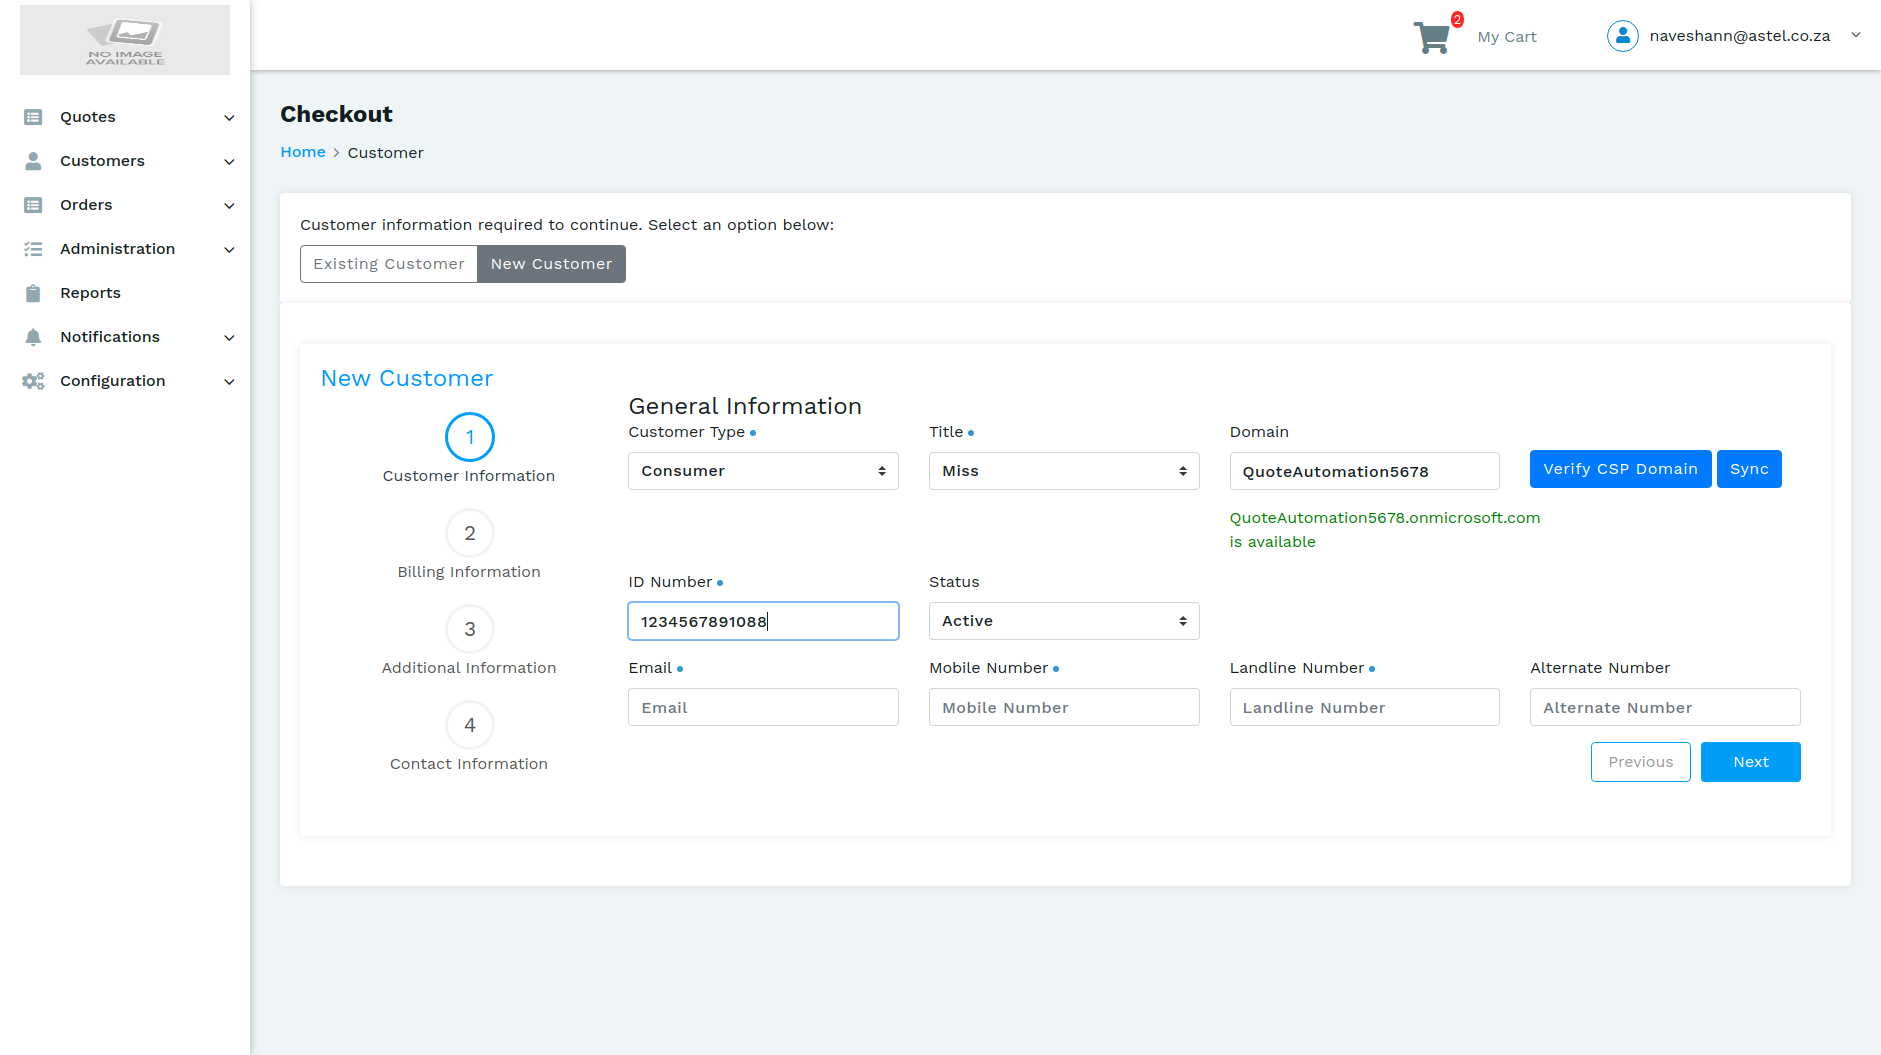 NO IMAGE
AVAILABLE
2
My Cart
naveshann@astel.co.za
Quotes
Customers
Orders
Administration
Reports
Notifications
Configuration
Checkout
Home > Customer
Customer information required to continue. Select an option below:
Existing Customer New Customer
New Customer
1
Customer Information
2
Billing Information
3
Additional Information
4
Contact Information
General Information
Customer Type Title Domain
Consumer Miss QuoteAutomation5678 Verify CSP Domain Sync
QuoteAutomation5678.onmicrosoft.com
is available
ID Number Status
1234567891088 Active
Email Mobile Number Landline Number Alternate Number
Email Mobile Number Landline Number Alternate Number
Previous Next